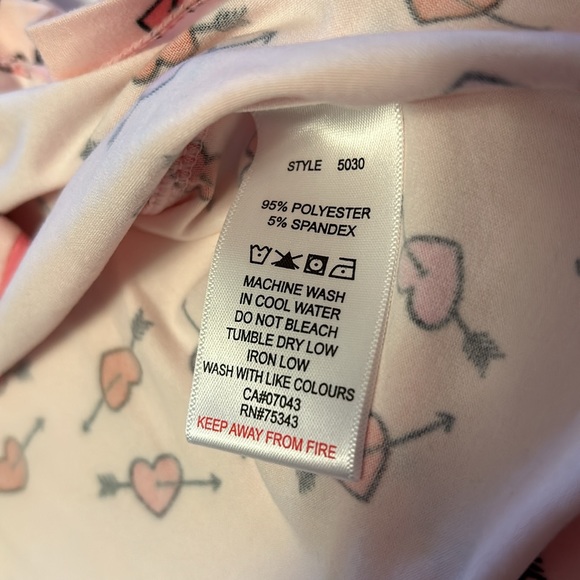 STYLE 5030
95% POLYESTER
5% SPANDEX
MACHINE WASH
IN COOL WATER
DO NOT BLEACH
TUMBLE DRY LOW
IRON LOW
WASH WITH LIKE COLOURS
CA#07043
RN#75343
KEEP AWAY FROM FIRE